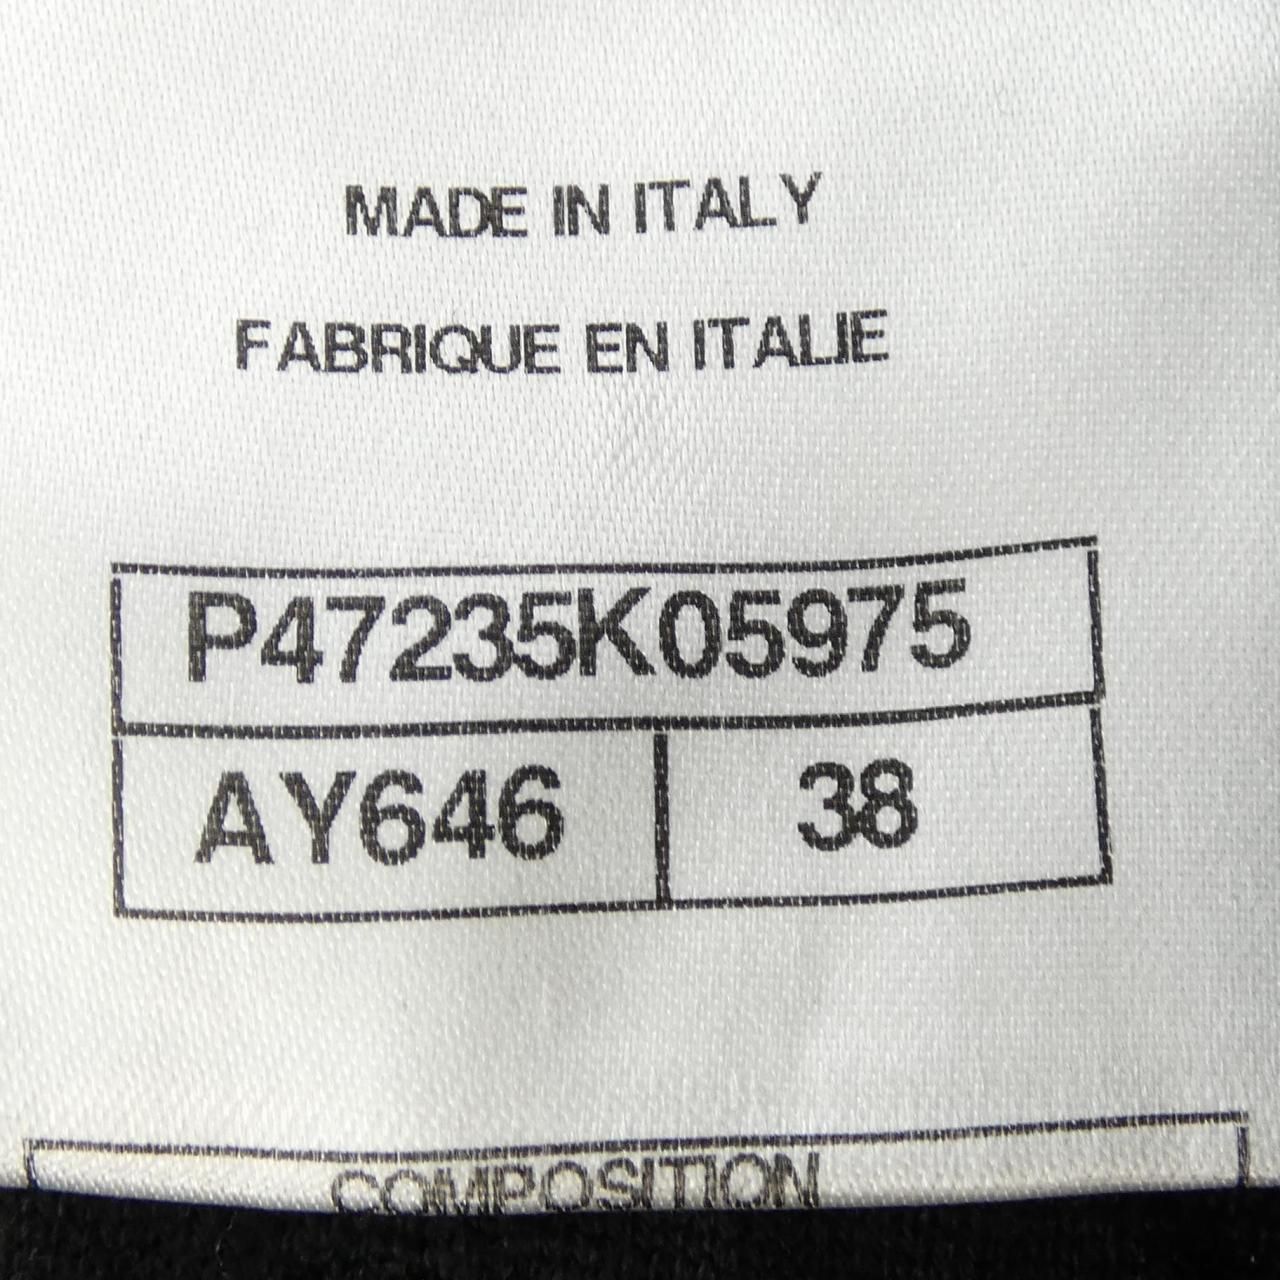 MADE IN ITALY
FABRIQUE EN ITALIE
P47235K05975
AY646 38
COMPOSITION